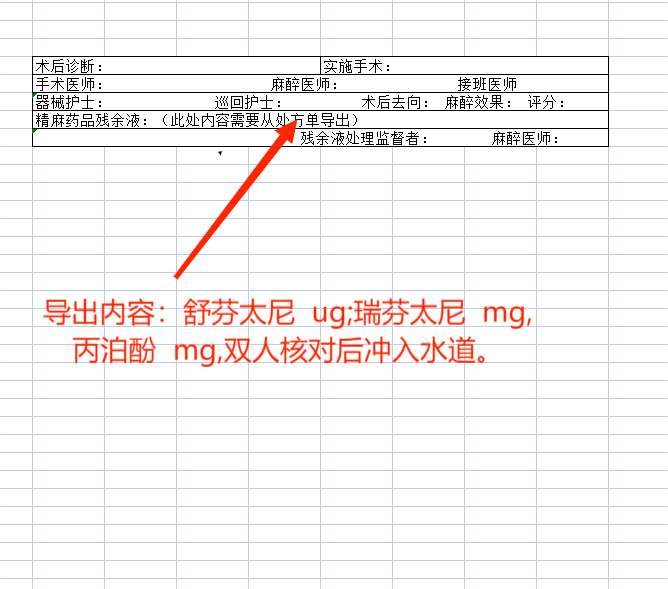 术后诊断： 实施手术：
手术医师： 麻醉医师： 接班医师
器械护士： 巡回护士： 术后去向： 麻醉效果： 评分：
精麻药品残余液：（此处内容需要从处方单导出）
残余液处理监督者： 麻醉医师：
导出内容：舒芬太尼 ug;瑞芬太尼 mg,
丙泊酚 mg,双人核对后冲入水道。